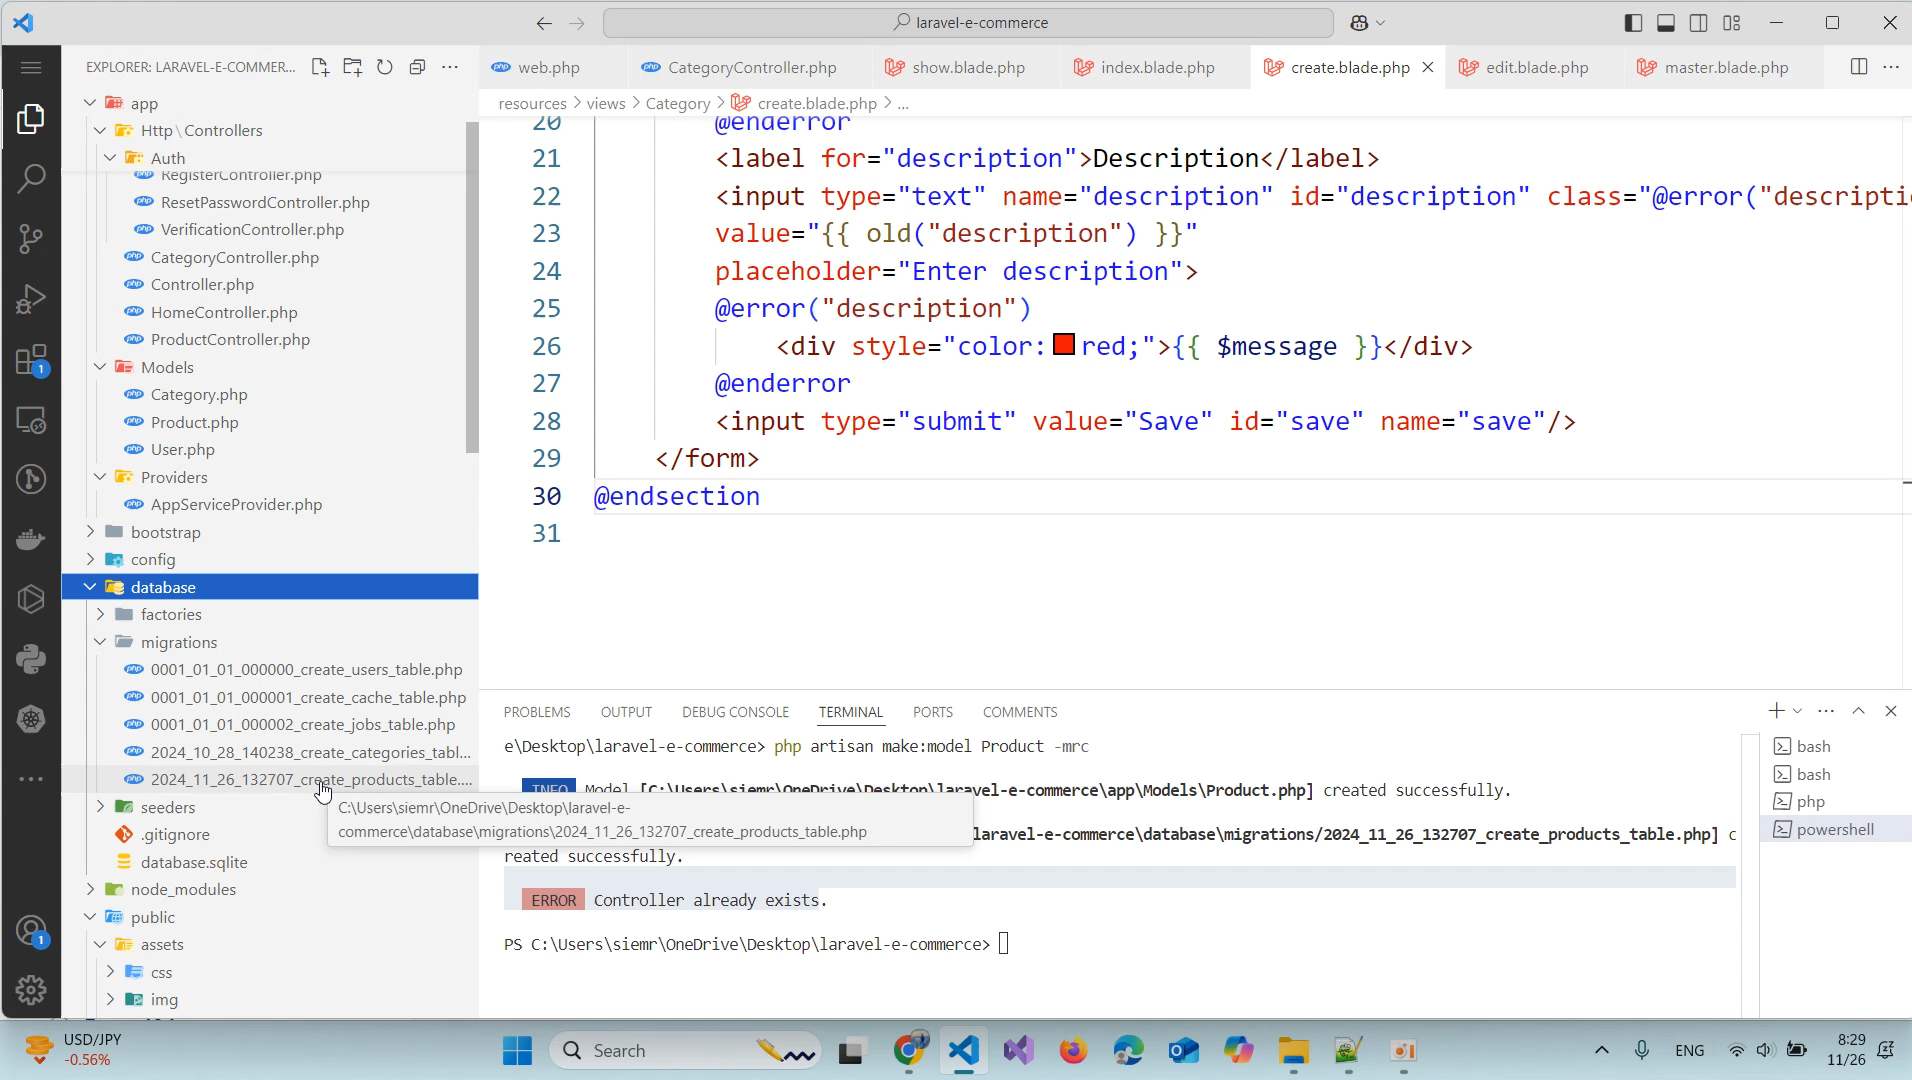 laravel-e-commerce
EXPLORER: LARAVEL-E-COMMER...
app
Http\Controllers
Auth
RegisterController.php
ResetPasswordController.php
VerificationController.php
CategoryController.php
Controller.php
HomeController.php
ProductController.php
Models
Category.php
Product.php
User.php
Providers
AppServiceProvider.php
bootstrap
config
database
factories
migrations
0001_01_01_000000_create_users_table.php
0001_01_01_000001_create_cache_table.php
0001_01_01_000002_create_jobs_table.php
2024_10_28_140238_create_categories_tabl...
2024_11_26_132707_create_products_table....
seeders
.gitignore
database.sqlite
node_modules
public
assets
css
img
1
1
web.php
CategoryController.php
show.blade.php
index.blade.php
create.blade.php
edit.blade.php
master.blade.php
resources > views > Category > create.blade.php > ...
20 @enderror
21 <label for="description">Description</label>
22 <input type="text" name="description" id="description" class="@error("descripti
23 value="{{ old("description") }}"
24 placeholder="Enter description">
25 @error("description")
26 <div style="color:red;">{{ $message }}</div>
27 @enderror
28 <input type="submit" value="Save" id="save" name="save"/>
29 </form>
30 @endsection
31
PROBLEMS OUTPUT DEBUG CONSOLE TERMINAL PORTS COMMENTS
e\Desktop\laravel-e-commerce> php artisan make:model Product -mrc
INFO Model [C:\Users\siemr\OneDrive\Desktop\laravel-e-commerce\app\Models\Product.php] created successfully.
laravel-e-commerce\database\migrations/2024_11_26_132707_create_products_table.php] c
reated successfully.
ERROR Controller already exists.
PS C:\Users\siemr\OneDrive\Desktop\laravel-e-commerce>
C:\Users\siemr\OneDrive\Desktop\laravel-e-
commerce\database\migrations\2024_11_26_132707_create_products_table.php
bash
bash
php
powershell
USD/JPY
-0.56%
Search
ENG
8:29
11/26